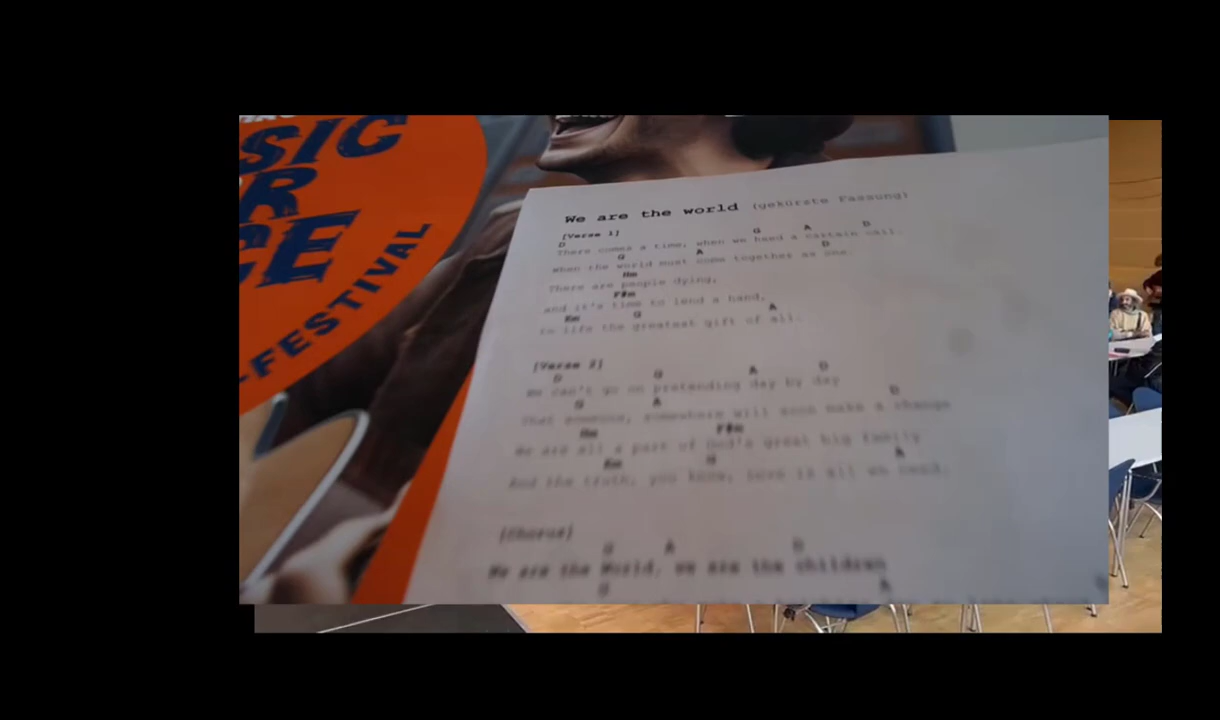 SIC
CE
FESTIVAL
We are the world (gekürzte Fassung)
[Verse 1]
D G A D
There comes a time, when we heed a certain call.
G A D
When the world must come together as one.
Hm
There are people dying,
F#m
and it's time to lend a hand,
Em G A
to life the greatest gift of all.
[Verse 2]
D G A D
We can't go on pretending day by day
G A D
That someone, somewhere will soon make a change
Hm F#m
We are all a part of God's great big family
Em G A
And the truth, you know, love is all we need.
[Chorus]
G A D
We are the World, we are the children
G A